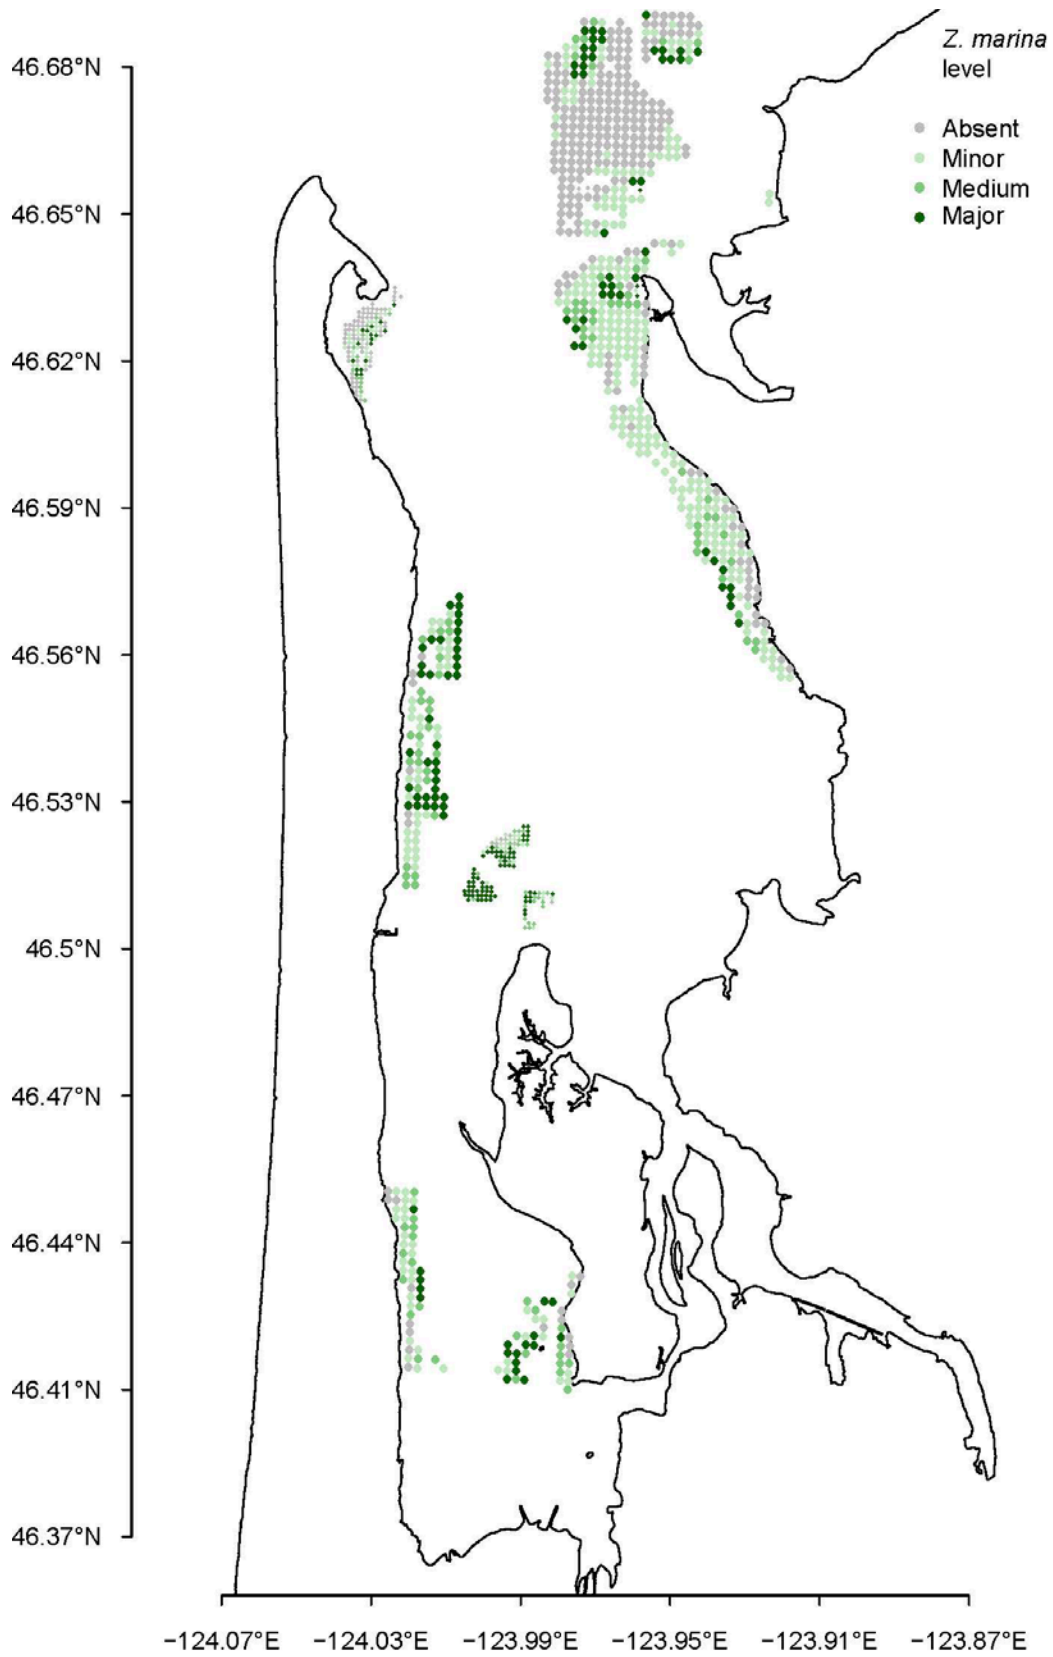 Z. marina
level
Absent
Minor
Medium
Major
46.68°N
46.65°N
46.62°N
46.59°N
46.56°N
46.53°N
46.5°N
46.47°N
46.44°N
46.41°N
46.37°N
−124.07°E −124.03°E −123.99°E −123.95°E −123.91°E −123.87°E